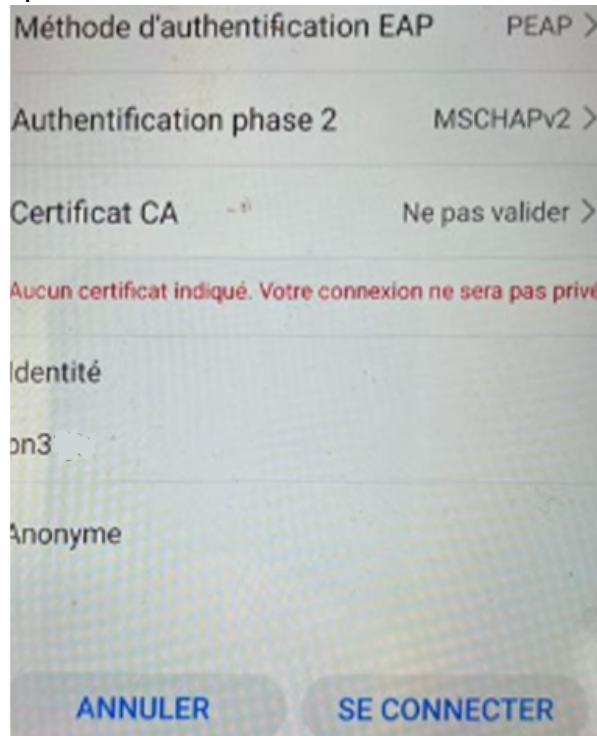 Méthode d'authentification EAP PEAP >
Authentification phase 2 MSCHAPv2 >
Certificat CA Ne pas valider >
Aucun certificat indiqué. Votre connexion ne sera pas privé
Identité
on3
Anonyme
ANNULER SE CONNECTER